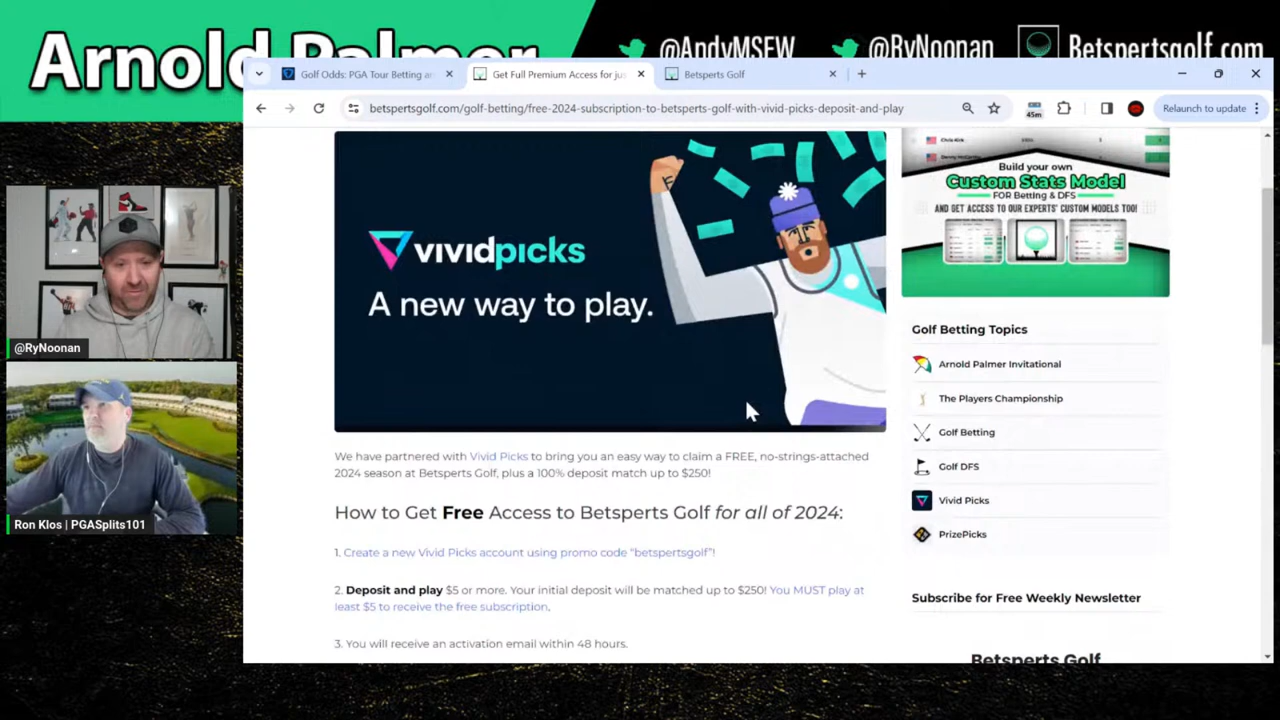 Arnold Palmer
@AndyMSFW
@RyNoonan
Betspertsgolf.com
Golf Odds: PGA Tour Betting a
Get Full Premium Access for jus
Betsperts Golf
betspertsgolf.com/golf-betting/free-2024-subscription-to-betsperts-golf-with-vivid-picks-deposit-and-play
45m
Relaunch to update
vividpicks
A new way to play.
Chris Kirk
Denny McCarthy
Build your own
Custom Stats Model
FOR Betting & DFS
AND GET ACCESS TO OUR EXPERTS' CUSTOM MODELS TOO!
Golf Betting Topics
Arnold Palmer Invitational
The Players Championship
Golf Betting
Golf DFS
Vivid Picks
PrizePicks
Subscribe for Free Weekly Newsletter
Betsperts Golf
We have partnered with Vivid Picks to bring you an easy way to claim a FREE, no-strings-attached
2024 season at Betsperts Golf, plus a 100% deposit match up to $250!
How to Get Free Access to Betsperts Golf for all of 2024:
1. Create a new Vivid Picks account using promo code "betspertsgolf"!
2. Deposit and play $5 or more. Your initial deposit will be matched up to $250! You MUST play at
least $5 to receive the free subscription.
3. You will receive an activation email within 48 hours.
@RyNoonan
Ron Klos | PGASplits101